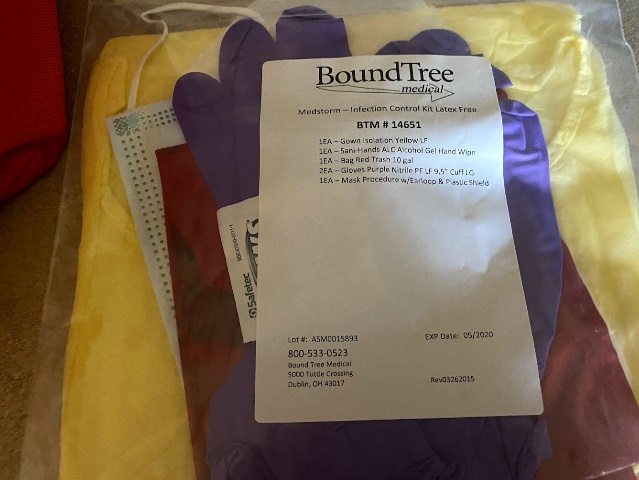 BoundTree
medical
Medstorm – Infection Control Kit Latex Free
BTM # 14651
1EA – Gown Isolation Yellow LF
1EA – Sani-Hands ALC Alcohol Gel Hand Wipe
1EA – Bag Red Trash 10 gal
2EA – Gloves Purple Nitrile PF LF 9.5" Cuff LG
1EA – Mask Procedure w/Earloop & Plastic Shield
Safetec
Lot #: ASM0015893 EXP Date: 05/2020
800-533-0523
Bound Tree Medical
5000 Tuttle Crossing
Dublin, OH 43017 Rev03262015